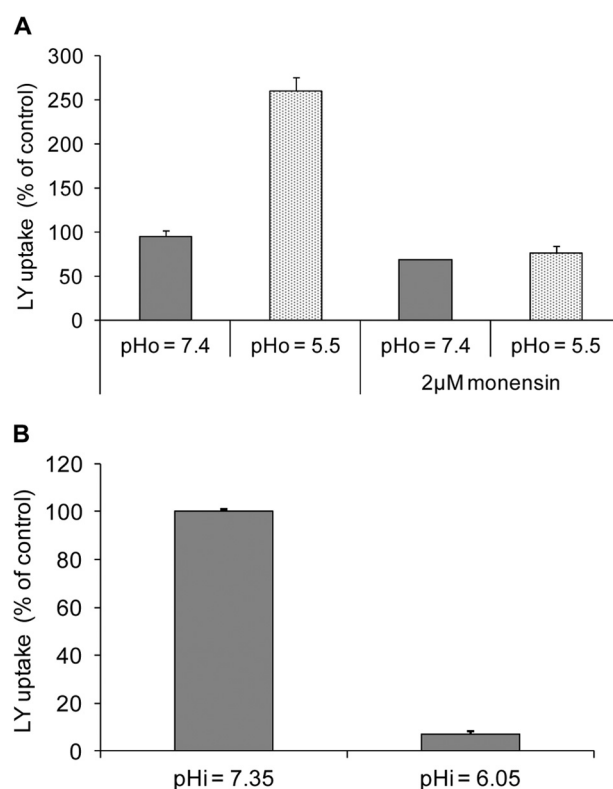 A
LY uptake (% of control)
300
250
200
150
100
50
0
pHo = 7.4
pHo = 5.5
pHo = 7.4
pHo = 5.5
2µM monensin
B
LY uptake (% of control)
120
100
80
60
40
20
0
pHi = 7.35
pHi = 6.05